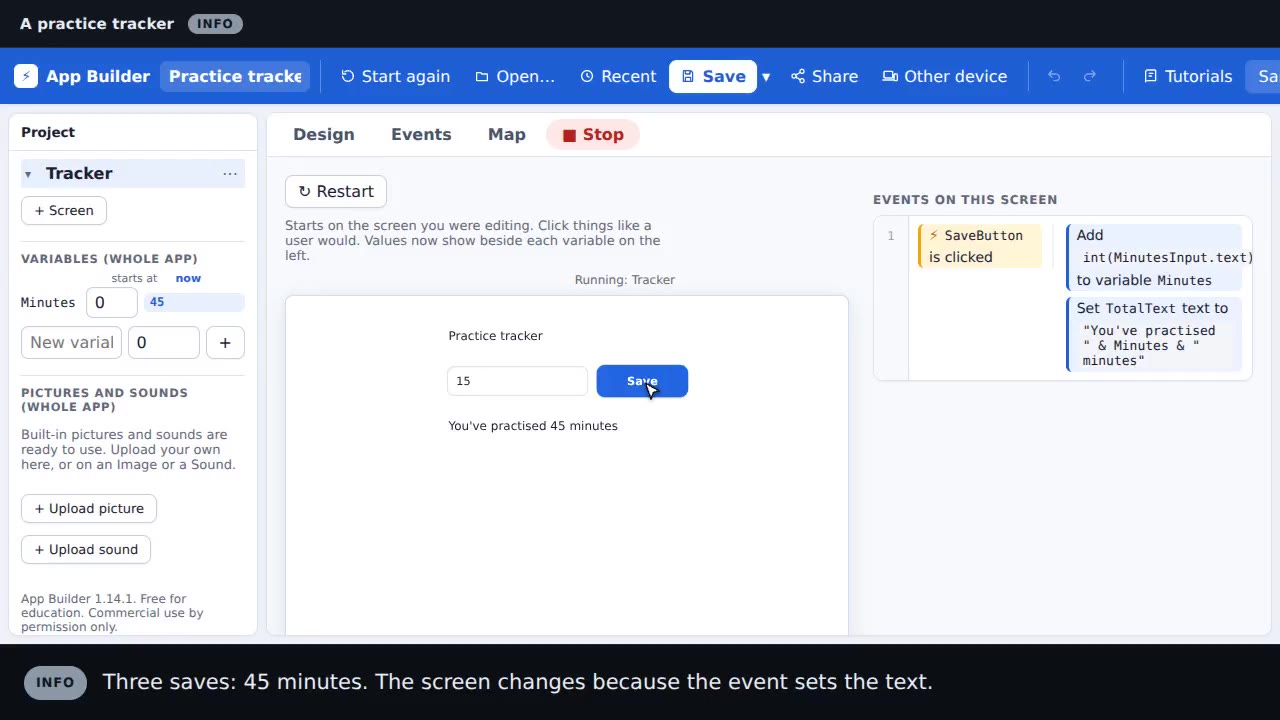 A practice tracker INFO
⚡ App Builder Practice tracke Start again Open... Recent Save ▾ Share Other device Tutorials Sa
Project
▾ Tracker ...
+ Screen
VARIABLES (WHOLE APP)
starts at now
Minutes 0 45
New varial 0 +
PICTURES AND SOUNDS
(WHOLE APP)
Built-in pictures and sounds are
ready to use. Upload your own
here, or on an Image or a Sound.
+ Upload picture
+ Upload sound
App Builder 1.14.1. Free for
education. Commercial use by
permission only.
Design Events Map ■ Stop
↻ Restart
Starts on the screen you were editing. Click things like a
user would. Values now show beside each variable on the
left.
Running: Tracker
Practice tracker
15 Save
You've practised 45 minutes
EVENTS ON THIS SCREEN
1
⚡ SaveButton
is clicked
Add
int(MinutesInput.text)
to variable Minutes
Set TotalText text to
"You've practised
" & Minutes & "
minutes"
INFO Three saves: 45 minutes. The screen changes because the event sets the text.